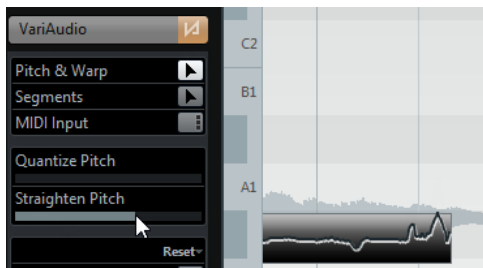 VariAudio
Pitch & Warp
Segments
MIDI Input
Quantize Pitch
Straighten Pitch
Reset
C2
B1
A1